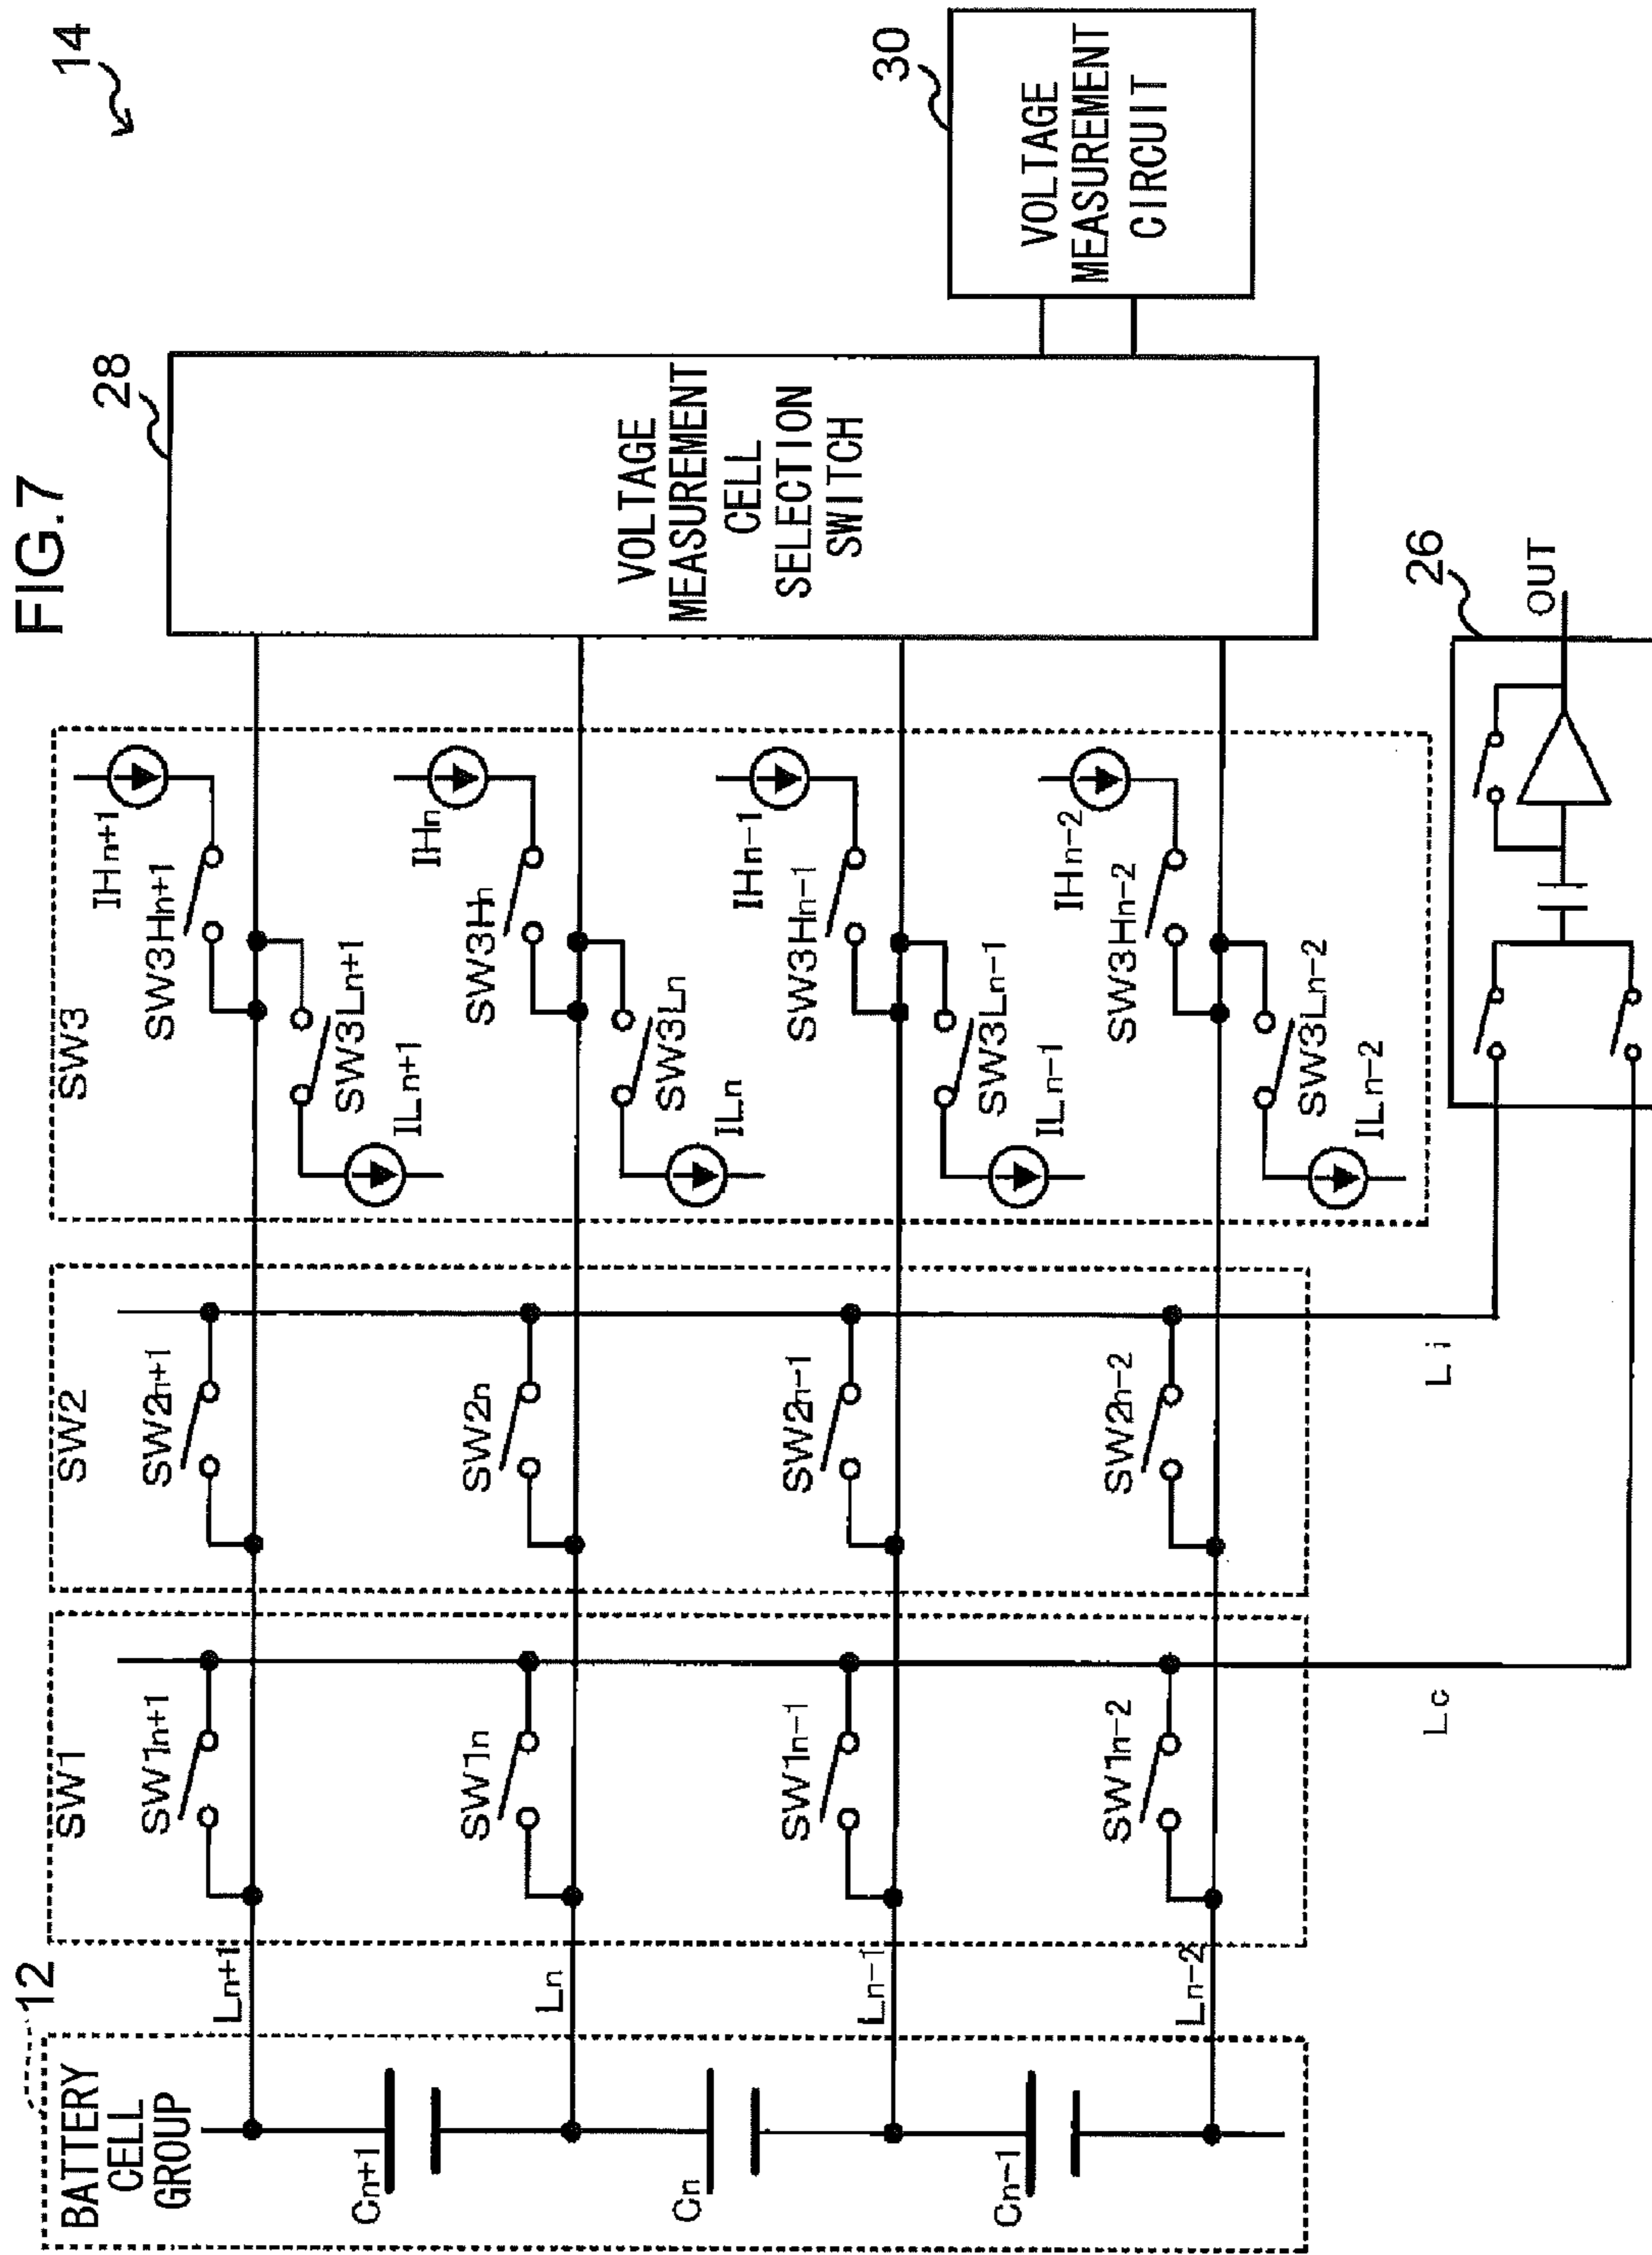 FIG.7
14
12
BATTERY
CELL
GROUP
Cn+1
Cn
Cn-1
Ln+1
Ln
Ln-1
Ln-2
SW1
SW1n+1
SW1n
SW1n-1
SW1n-2
SW2
SW2n+1
SW2n
SW2n-1
SW2n-2
SW3
IHn+1
SW3Hn+1
SW3Ln+1
ILn+1
IHn
SW3Hn
SW3Ln
ILn
IHn-1
SW3Hn-1
SW3Ln-1
ILn-1
IHn-2
SW3Hn-2
SW3Ln-2
ILn-2
28
VOLTAGE
MEASUREMENT
CELL
SELECTION
SWITCH
30
VOLTAGE
MEASUREMENT
CIRCUIT
Lc
Li
26
OUT